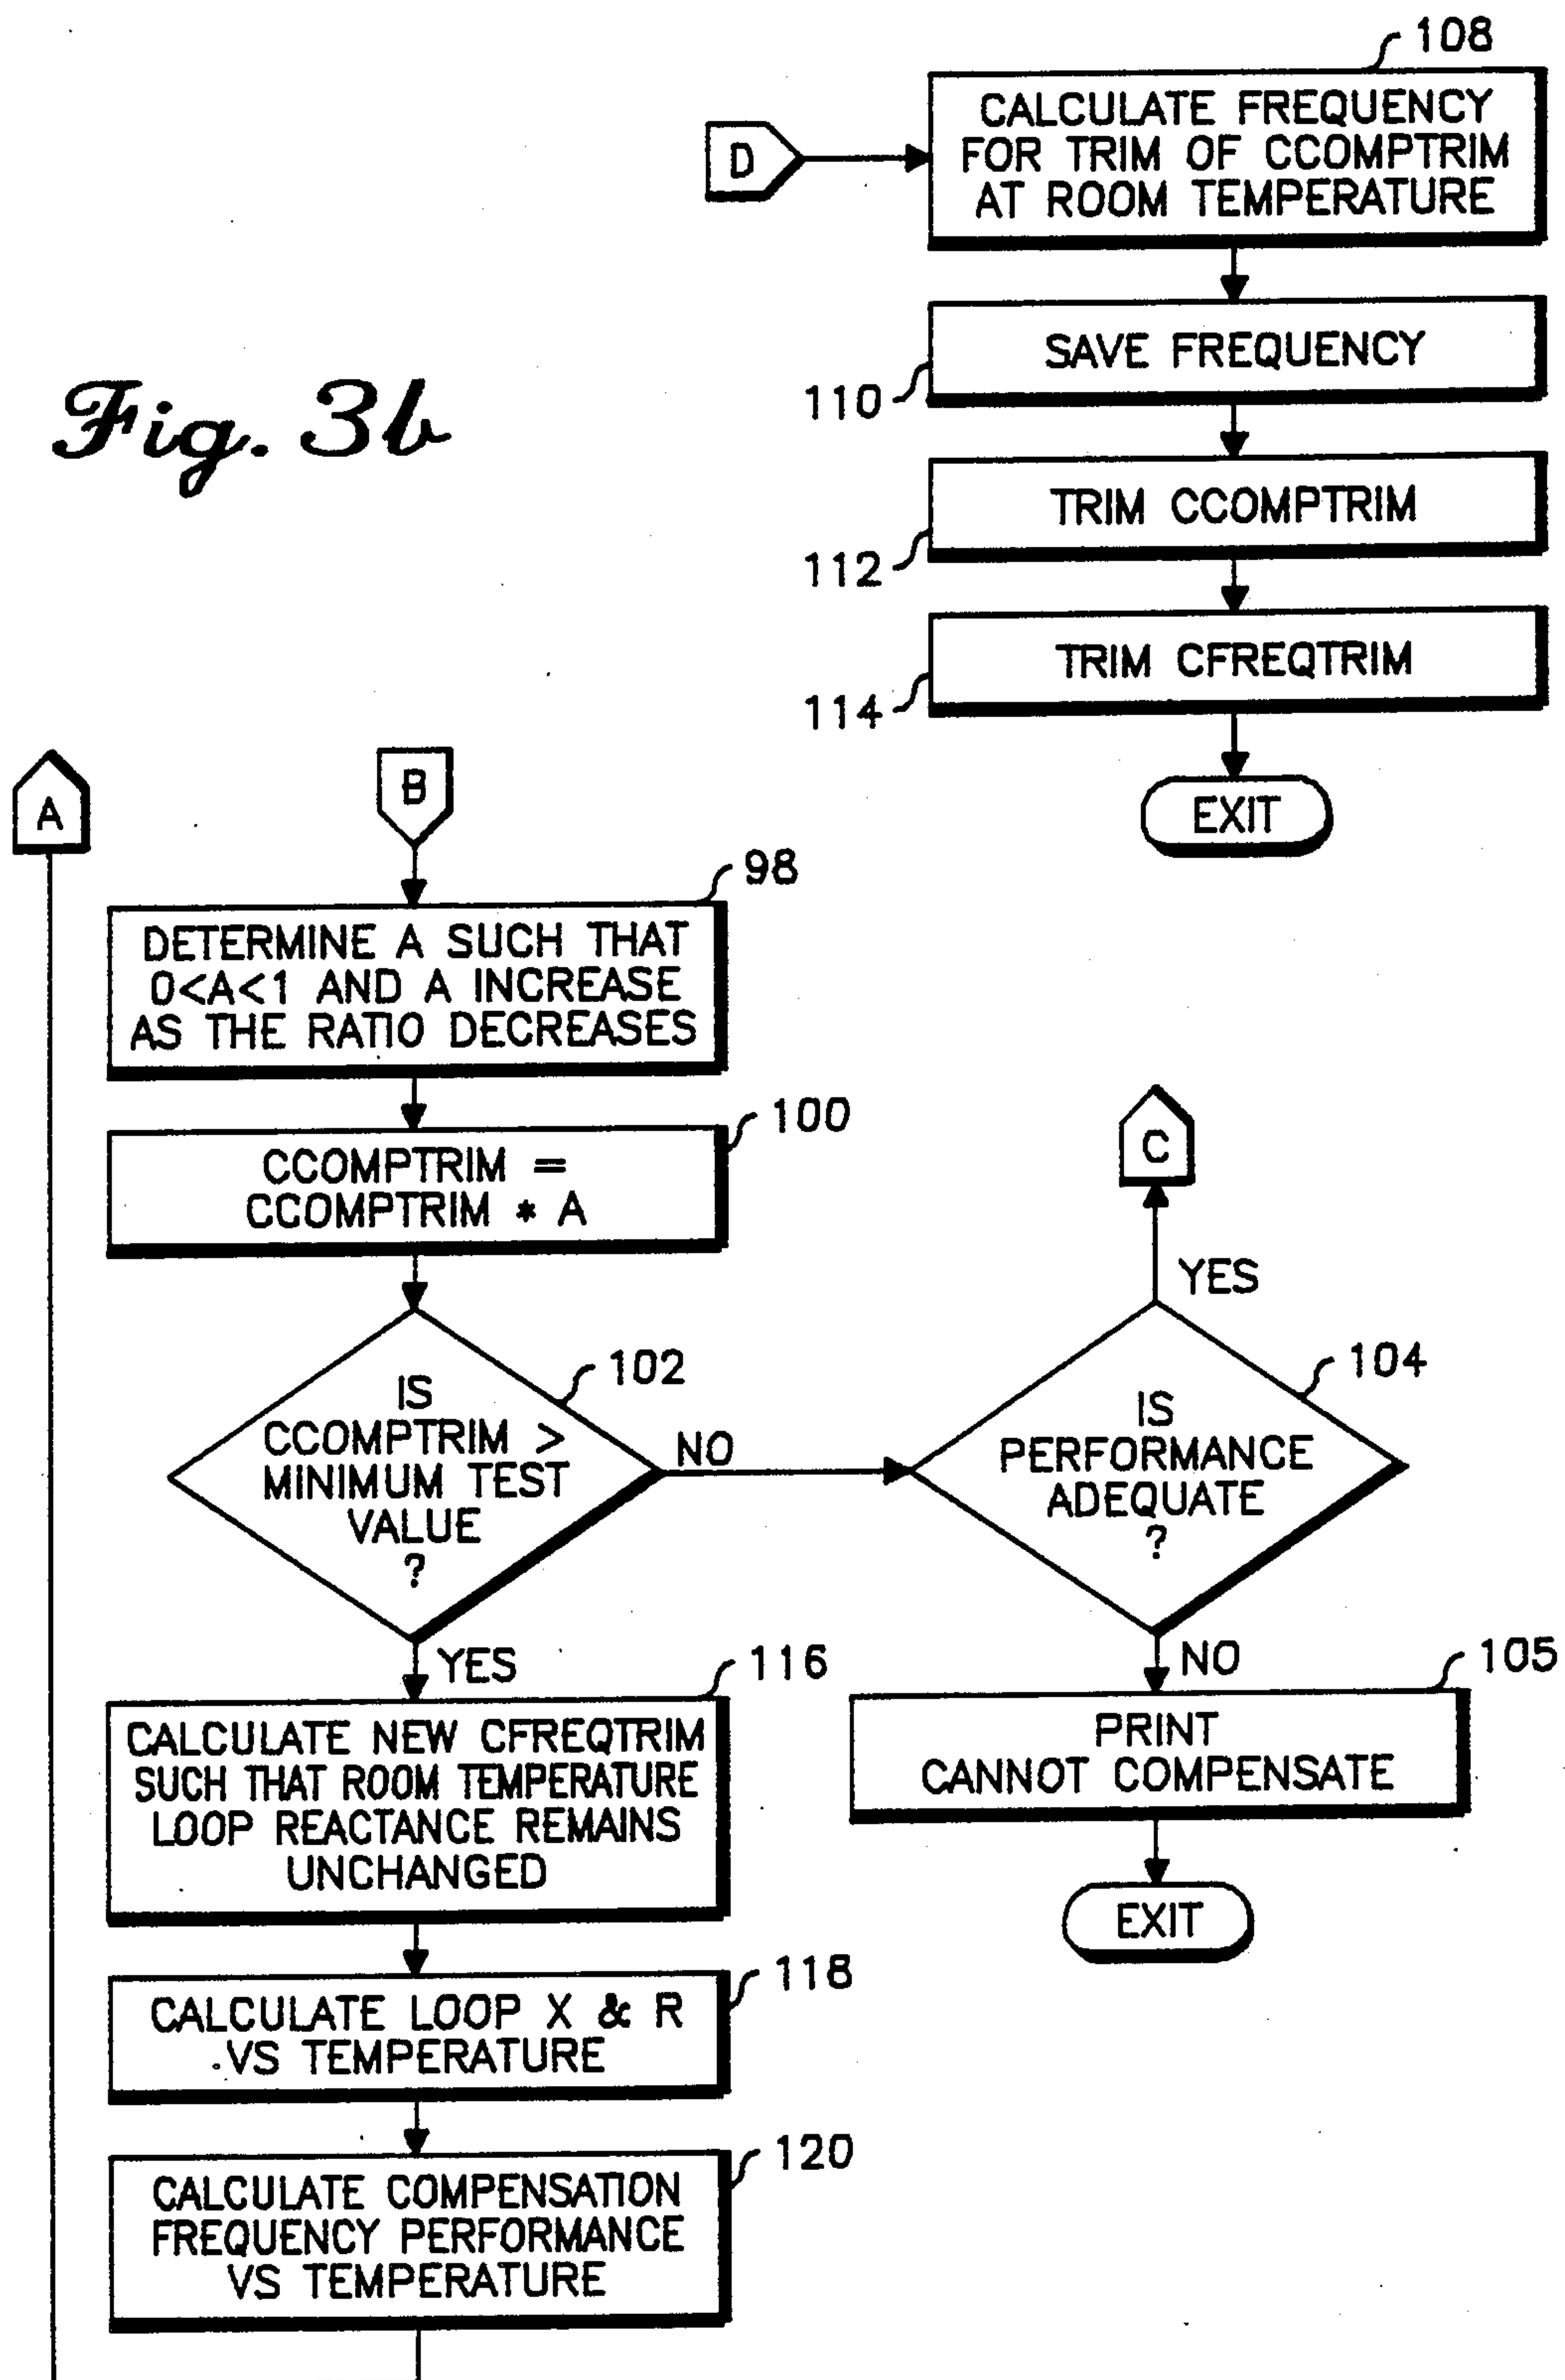 108
CALCULATE FREQUENCY
FOR TRIM OF CCOMPTRIM
AT ROOM TEMPERATURE
D
SAVE FREQUENCY
110
Fig. 3b
TRIM CCOMPTRIM
112
TRIM CFREQTRIM
114
EXIT
A
B
98
DETERMINE A SUCH THAT
0<A<1 AND A INCREASE
AS THE RATIO DECREASES
100
CCOMPTRIM =
CCOMPTRIM * A
C
YES
102
IS
CCOMPTRIM >
MINIMUM TEST
VALUE
?
NO
104
IS
PERFORMANCE
ADEQUATE
?
YES
NO
116
CALCULATE NEW CFREQTRIM
SUCH THAT ROOM TEMPERATURE
LOOP REACTANCE REMAINS
UNCHANGED
105
PRINT
CANNOT COMPENSATE
EXIT
118
CALCULATE LOOP X & R
VS TEMPERATURE
120
CALCULATE COMPENSATION
FREQUENCY PERFORMANCE
VS TEMPERATURE